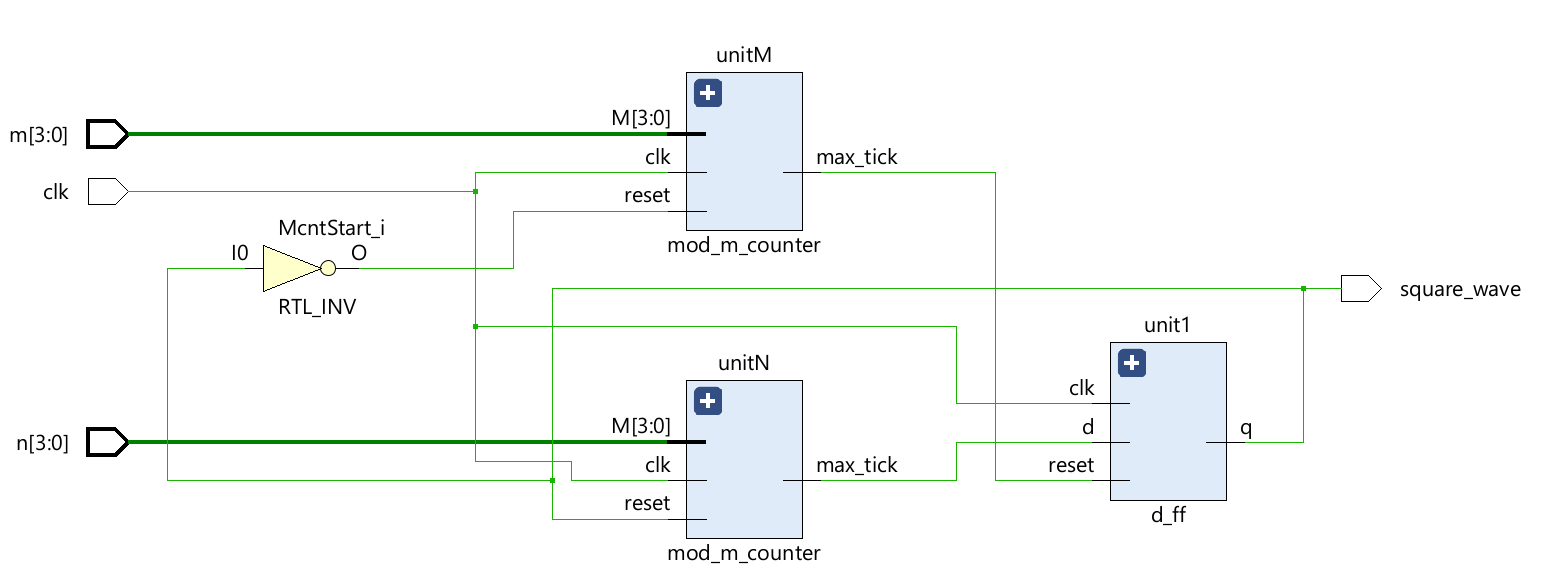 unitM
m[3:0]
M[3:0]
clk
max_tick
clk
reset
McntStart_i
mod_m_counter
I0
O
RTL_INV
square_wave
unit1
unitN
clk
n[3:0]
M[3:0]
d
q
clk
max_tick
reset
reset
d_ff
mod_m_counter